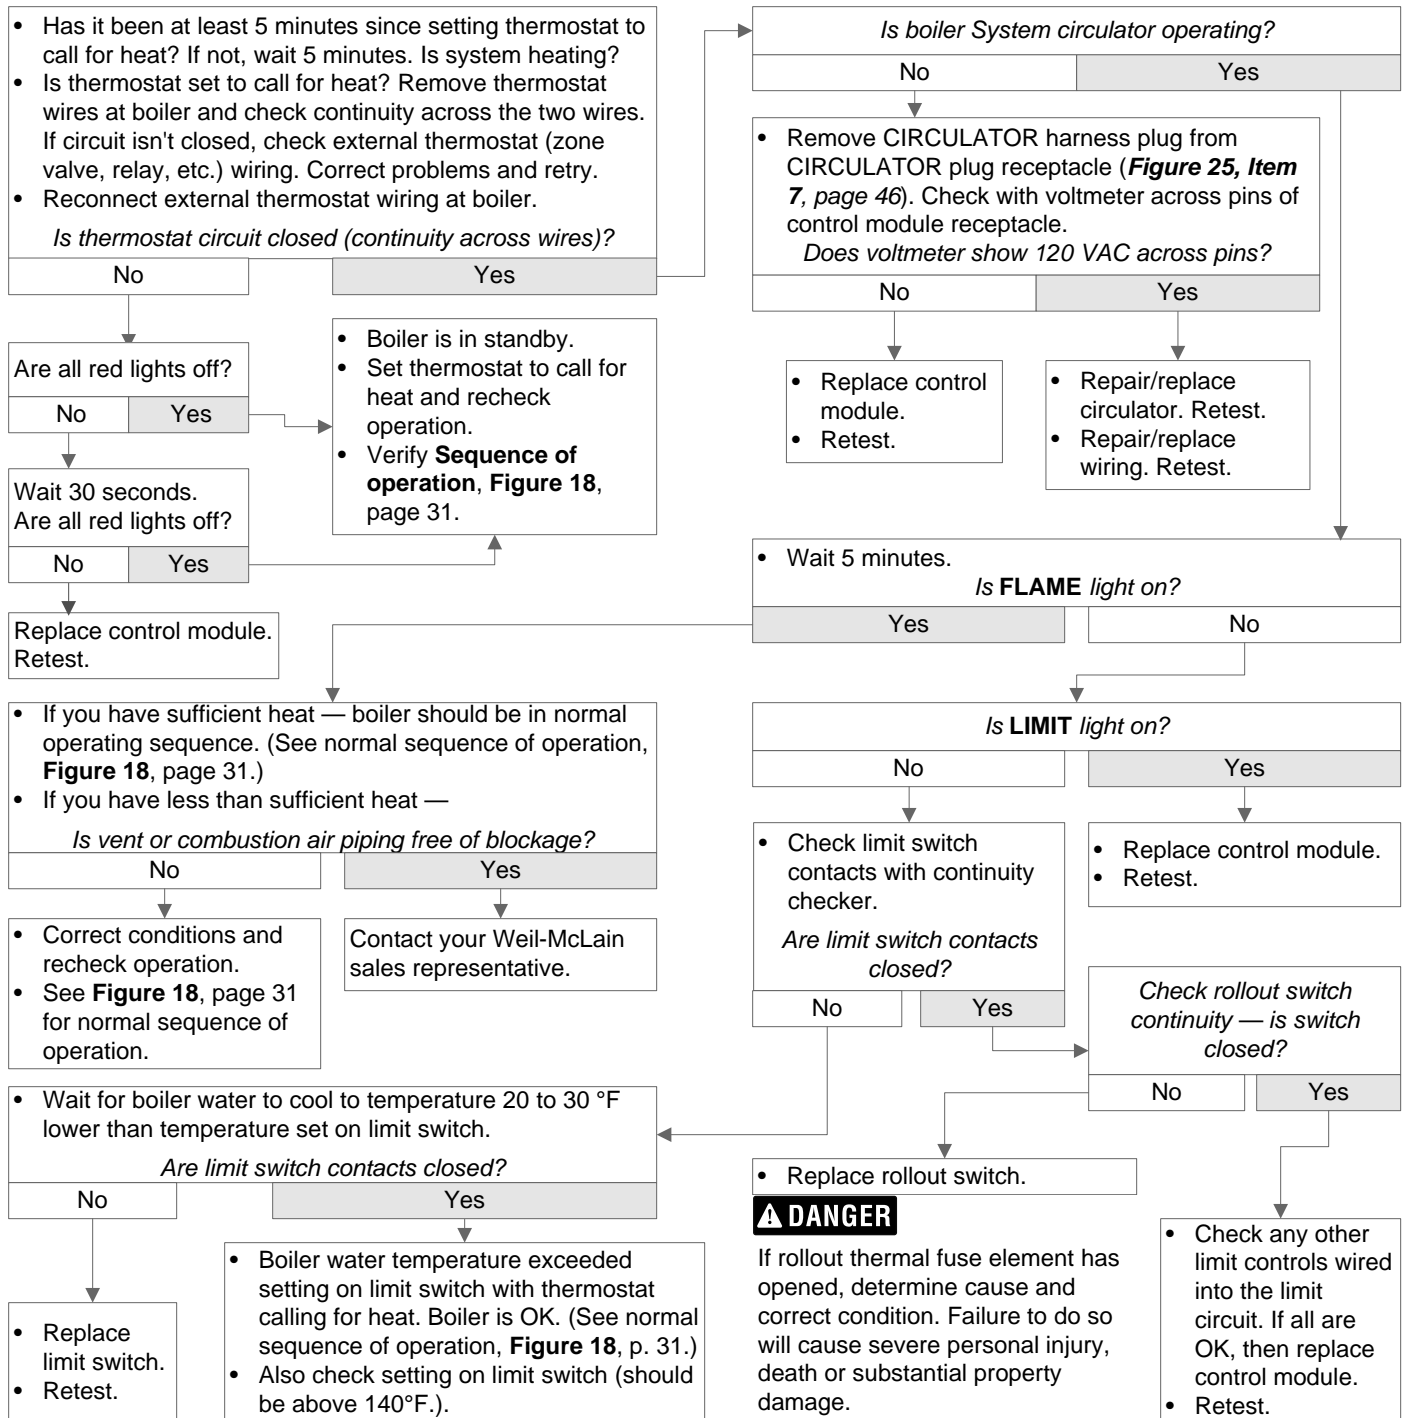 • Has it been at least 5 minutes since setting thermostat to
call for heat? If not, wait 5 minutes. Is system heating?
• Is thermostat set to call for heat? Remove thermostat
wires at boiler and check continuity across the two wires.
If circuit isn't closed, check external thermostat (zone
valve, relay, etc.) wiring. Correct problems and retry.
• Reconnect external thermostat wiring at boiler.
Is thermostat circuit closed (continuity across wires)?
No
Yes
Are all red lights off?
No
Yes
Wait 30 seconds.
Are all red lights off?
No
Yes
Replace control module.
Retest.
• Boiler is in standby.
• Set thermostat to call for
heat and recheck
operation.
• Verify Sequence of
operation, Figure 18,
page 31.
Is boiler System circulator operating?
No
Yes
• Remove CIRCULATOR harness plug from
CIRCULATOR plug receptacle (Figure 25, Item
7, page 46). Check with voltmeter across pins of
control module receptacle.
Does voltmeter show 120 VAC across pins?
No
Yes
• Replace control
module.
• Retest.
• Repair/replace
circulator. Retest.
• Repair/replace
wiring. Retest.
• Wait 5 minutes.
Is FLAME light on?
Yes
No
• If you have sufficient heat — boiler should be in normal
operating sequence. (See normal sequence of operation,
Figure 18, page 31.)
• If you have less than sufficient heat —
Is vent or combustion air piping free of blockage?
No
Yes
• Correct conditions and
recheck operation.
• See Figure 18, page 31
for normal sequence of
operation.
Contact your Weil-McLain
sales representative.
Is LIMIT light on?
No
Yes
• Check limit switch
contacts with continuity
checker.
Are limit switch contacts
closed?
No
Yes
• Replace control module.
• Retest.
Check rollout switch
continuity — is switch
closed?
No
Yes
• Wait for boiler water to cool to temperature 20 to 30 °F
lower than temperature set on limit switch.
Are limit switch contacts closed?
No
Yes
• Replace
limit switch.
• Retest.
• Boiler water temperature exceeded
setting on limit switch with thermostat
calling for heat. Boiler is OK. (See normal
sequence of operation, Figure 18, p. 31.)
• Also check setting on limit switch (should
be above 140°F.).
• Replace rollout switch.
DANGER
If rollout thermal fuse element has
opened, determine cause and
correct condition. Failure to do so
will cause severe personal injury,
death or substantial property
damage.
• Check any other
limit controls wired
into the limit
circuit. If all are
OK, then replace
control module.
• Retest.